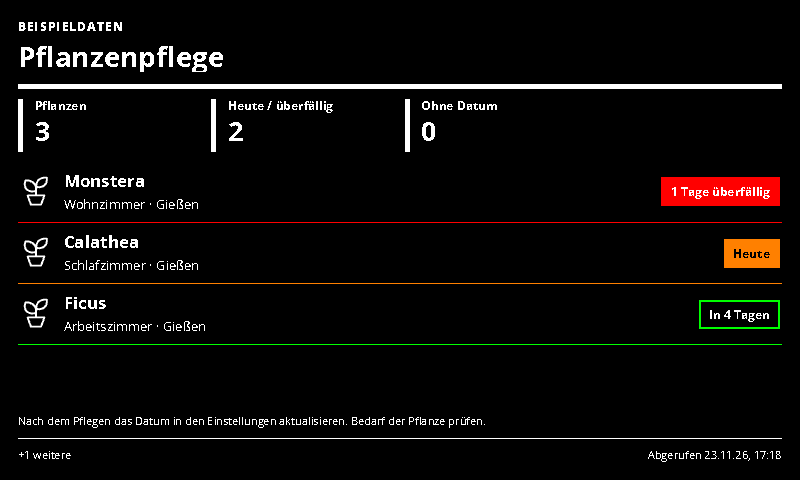 BEISPIELDATEN
Pflanzenpflege
Pflanzen
3
Heute / überfällig
2
Ohne Datum
0
Monstera
Wohnzimmer · Gießen
1 Tage überfällig
Calathea
Schlafzimmer · Gießen
Heute
Ficus
Arbeitszimmer · Gießen
In 4 Tagen
Nach dem Pflegen das Datum in den Einstellungen aktualisieren. Bedarf der Pflanze prüfen.
+1 weitere
Abgerufen 23.11.26, 17:18